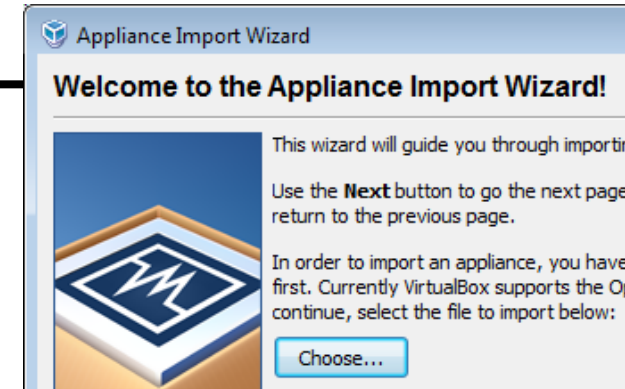 Appliance Import Wizard
Welcome to the Appliance Import Wizard!
This wizard will guide you through
Use the Next button to go the next page
return to the previous page.
In order to import an appliance, you have
first. Currently VirtualBox supports the
continue, select the file to import below:
Choose...